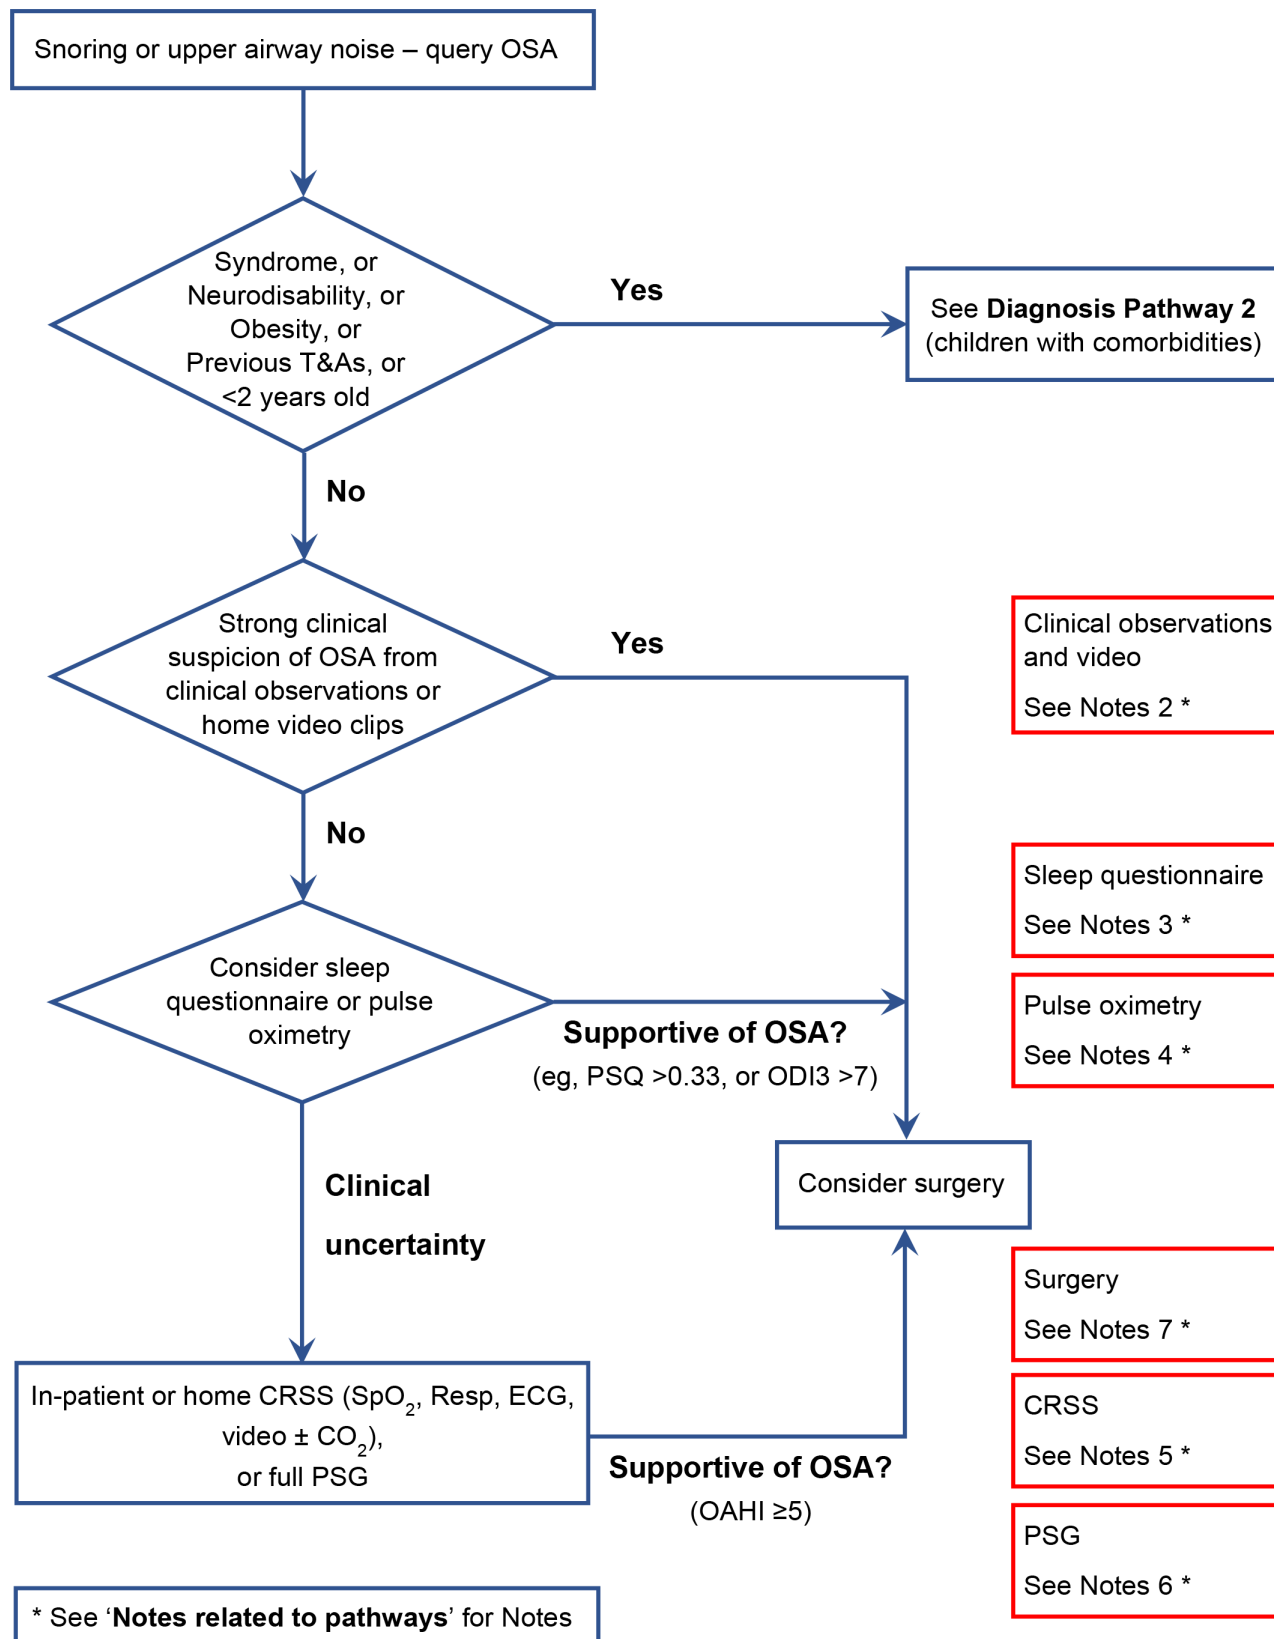 Snoring or upper airway noise – query OSA
Syndrome, or
Neurodisability, or
Obesity, or
Previous T&As, or
<2 years old
Yes
See Diagnosis Pathway 2
(children with comorbidities)
No
Strong clinical
suspicion of OSA from
clinical observations or
home video clips
Yes
Clinical observations
and video
See Notes 2 *
No
Sleep questionnaire
See Notes 3 *
Consider sleep
questionnaire or pulse
oximetry
Supportive of OSA?
(eg, PSQ >0.33, or ODI3 >7)
Pulse oximetry
See Notes 4 *
Clinical
uncertainty
Consider surgery
Surgery
See Notes 7 *
In-patient or home CRSS (SpO₂, Resp, ECG,
video ± CO₂),
or full PSG
Supportive of OSA?
(OAHI ≥5)
CRSS
See Notes 5 *
PSG
See Notes 6 *
* See ‘Notes related to pathways’ for Notes